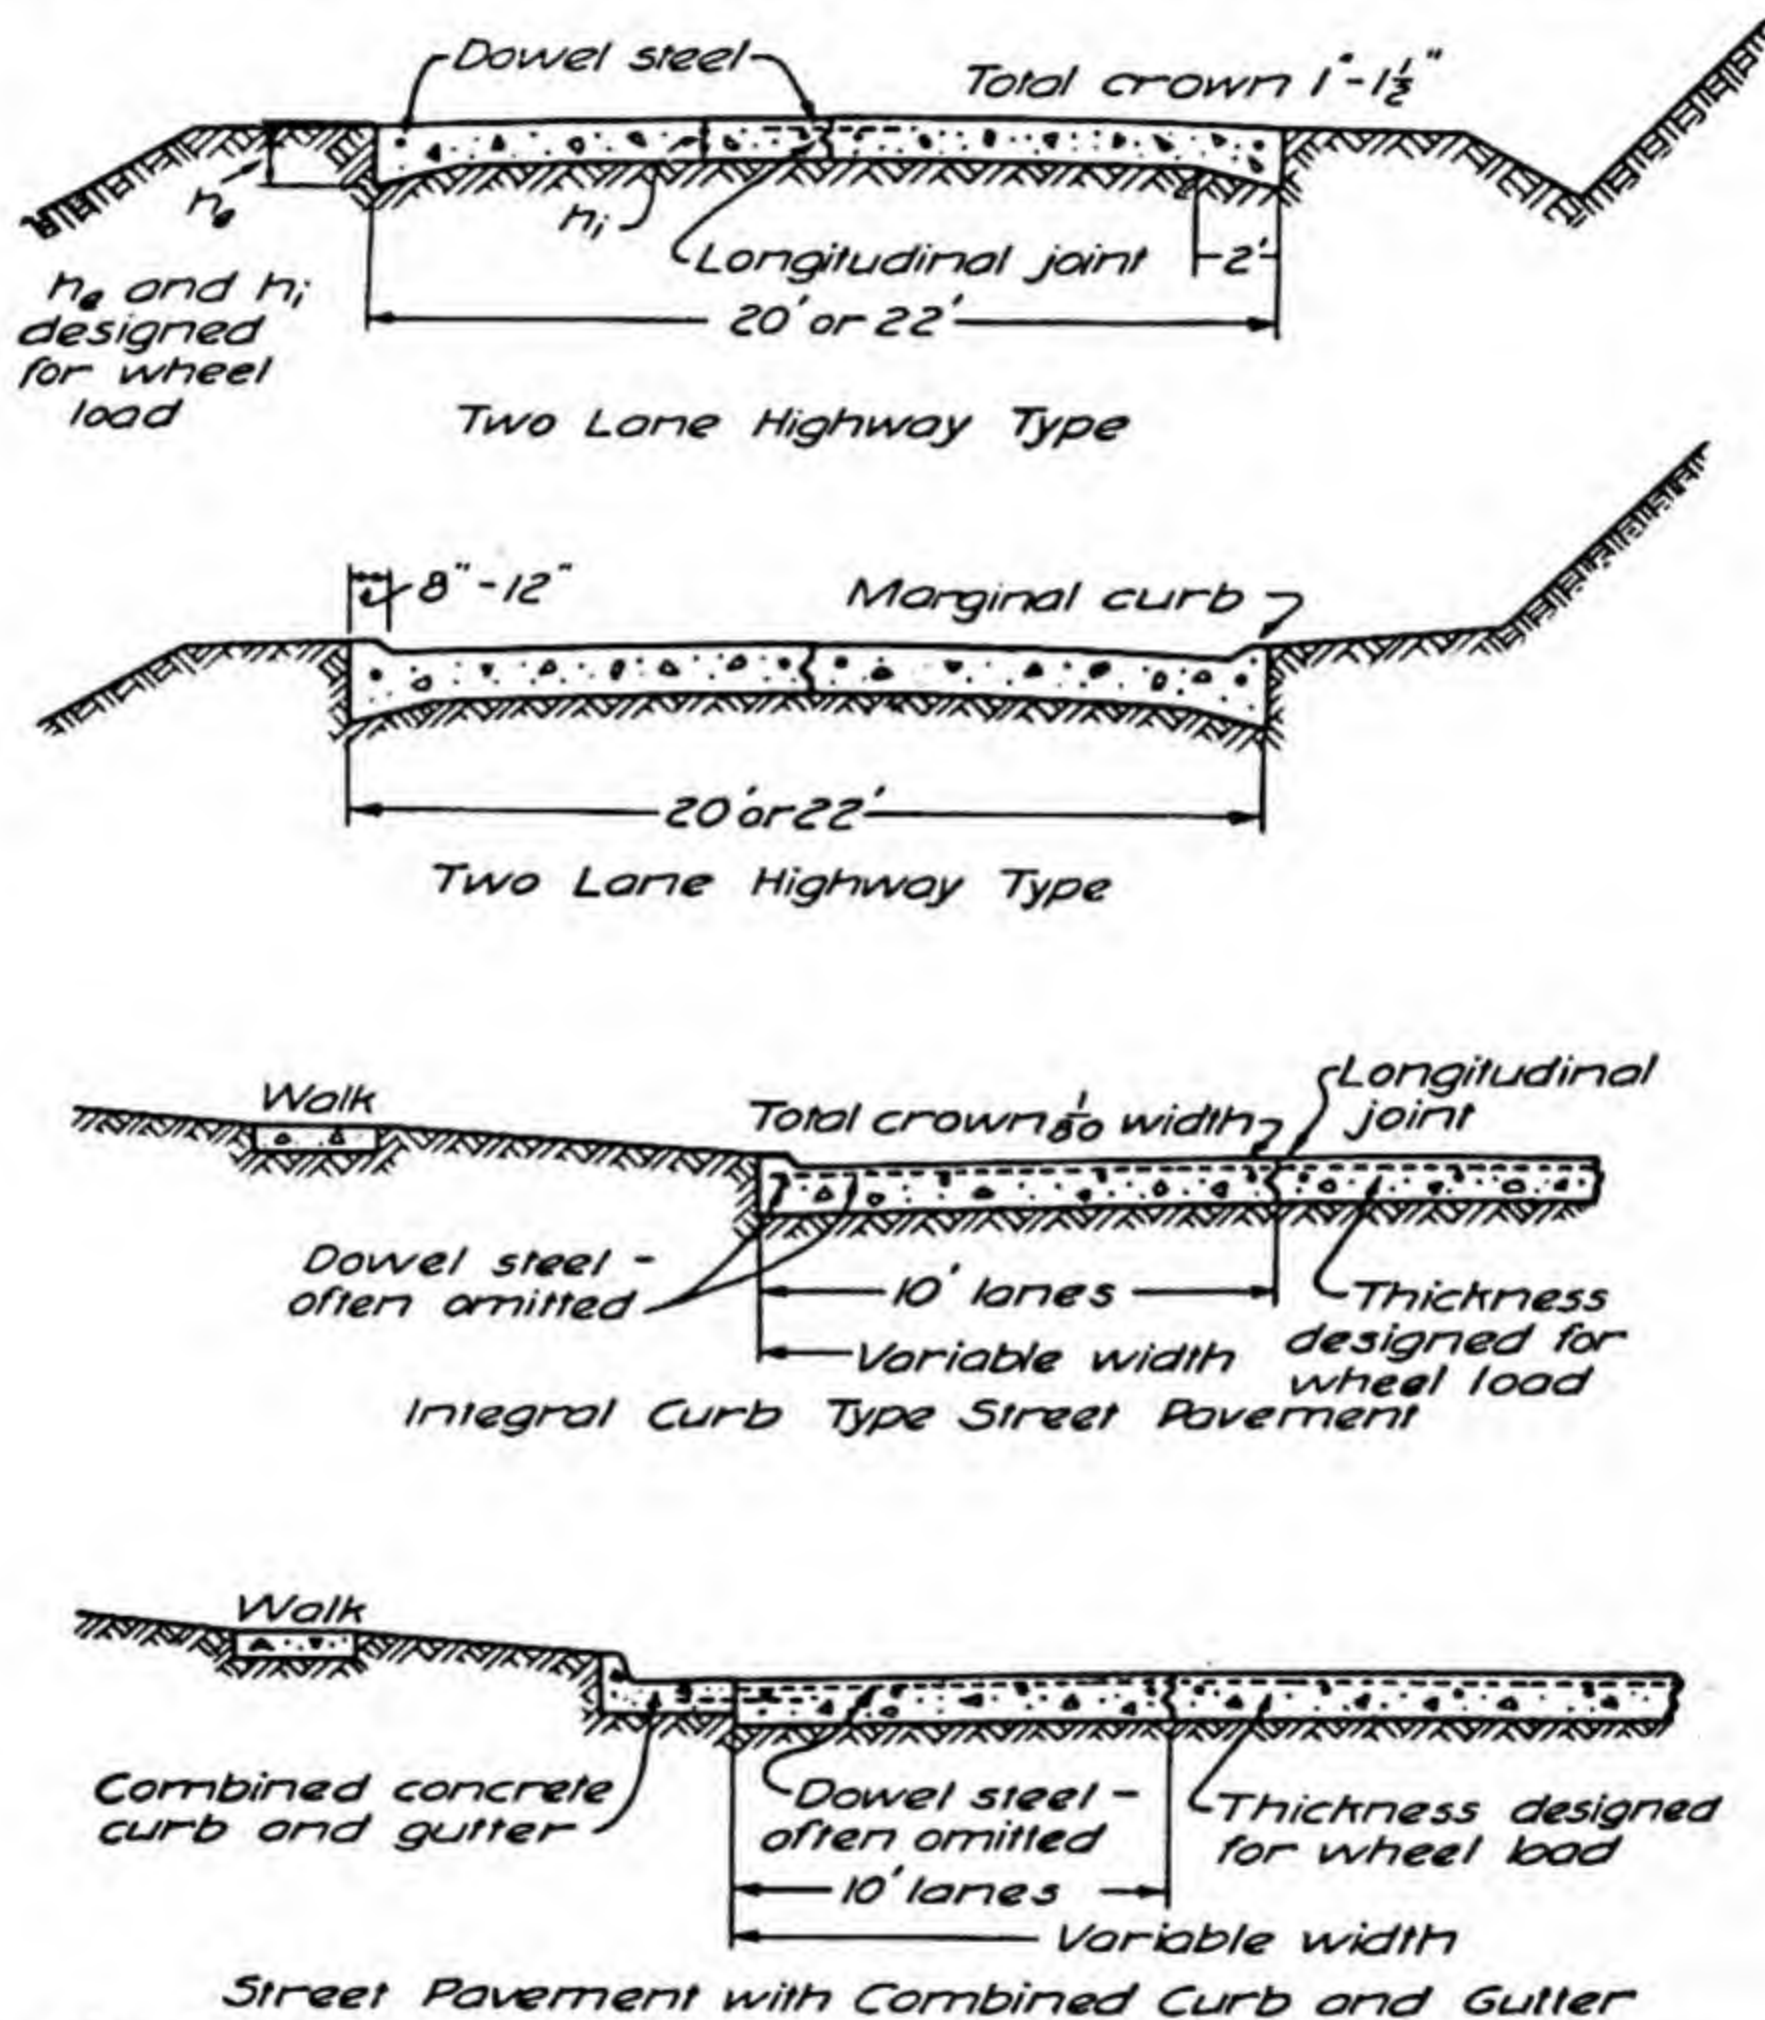 Dowel steel
Total crown 1"-1½"
hₑ
hᵢ
Longitudinal joint
2'
hₑ and hᵢ
designed
for wheel
load
20' or 22'
Two Lane Highway Type
8"-12"
Marginal curb
20' or 22'
Two Lane Highway Type
Walk
Total crown 1/80 width
Longitudinal
joint
Dowel steel -
often omitted
10' lanes
Thickness
designed for
wheel load
Variable width
Integral Curb Type Street Pavement
Walk
Combined concrete
curb and gutter
Dowel steel -
often omitted
Thickness designed
for wheel load
10' lanes
Variable width
Street Pavement with Combined Curb and Gutter